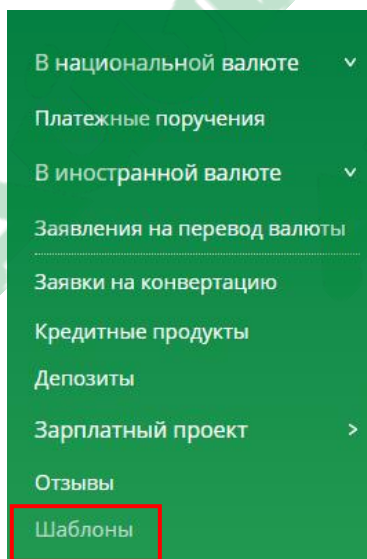 В национальной валюте
Платежные поручения
В иностранной валюте
Заявления на перевод валюты
Заявки на конвертацию
Кредитные продукты
Депозиты
Зарплатный проект
Отзывы
Шаблоны